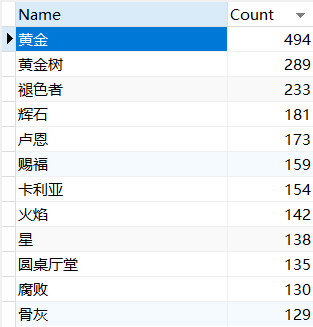 Name Count
黄金 494
黄金树 289
褪色者 233
辉石 181
卢恩 173
赐福 159
卡利亚 154
火焰 142
星 138
圆桌厅堂 135
腐败 130
骨灰 129